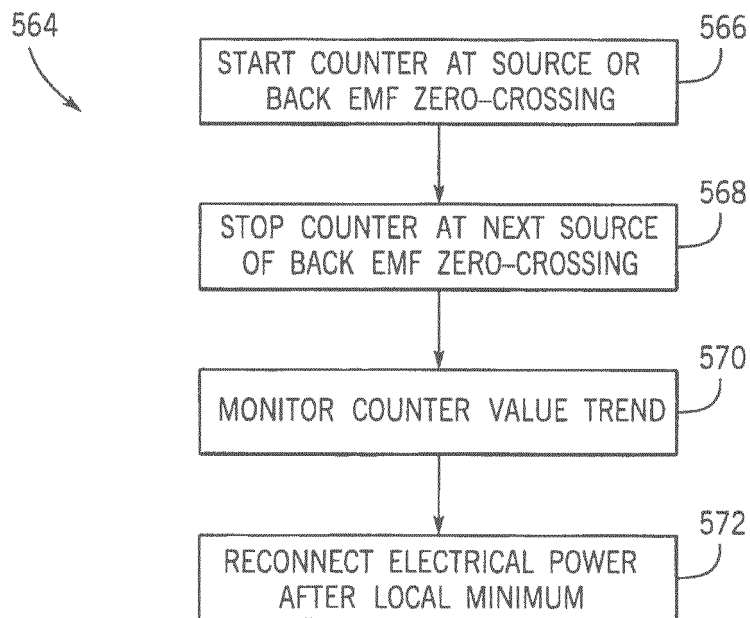 564
566
START COUNTER AT SOURCE OR
BACK EMF ZERO-CROSSING
568
STOP COUNTER AT NEXT SOURCE
OF BACK EMF ZERO-CROSSING
570
MONITOR COUNTER VALUE TREND
572
RECONNECT ELECTRICAL POWER
AFTER LOCAL MINIMUM